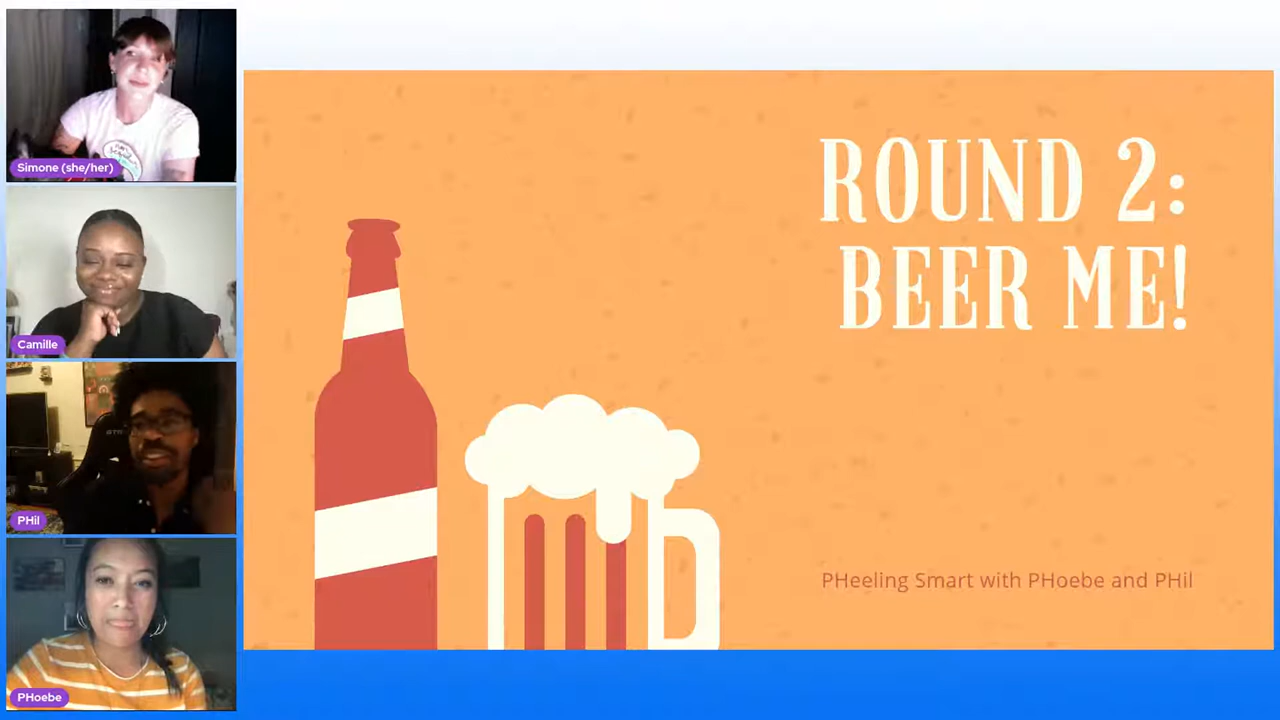 Simone (she/her)
Camille
PHil
PHoebe
ROUND 2:
BEER ME!
PHeeling Smart with PHoebe and PHil